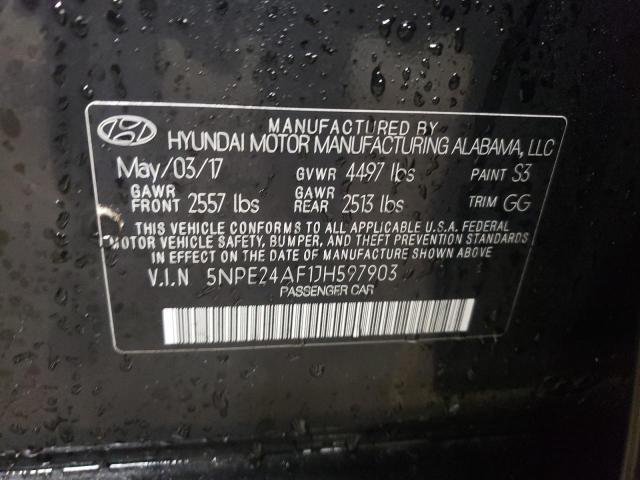 MANUFACTURED BY
HYUNDAI MOTOR MANUFACTURING ALABAMA, LLC
May/03/17 GVWR 4497 lbs PAINT S3
GAWR FRONT 2557 lbs GAWR REAR 2513 lbs TRIM GG
THIS VEHICLE CONFORMS TO ALL APPLICABLE U.S.A. FEDERAL
MOTOR VEHICLE SAFETY, BUMPER, AND THEFT PREVENTION STANDARDS
IN EFFECT ON THE DATE OF MANUFACTURE SHOWN ABOVE
V.I.N 5NPE24AF1JH597903
PASSENGER CAR